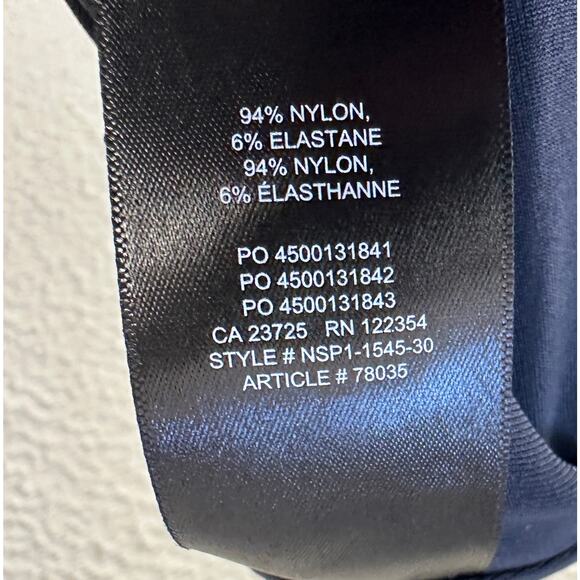 94% NYLON,
6% ELASTANE
94% NYLON,
6% ÉLASTHANNE
PO 4500131841
PO 4500131842
PO 4500131843
CA 23725 RN 122354
STYLE # NSP1-1545-30
ARTICLE # 78035